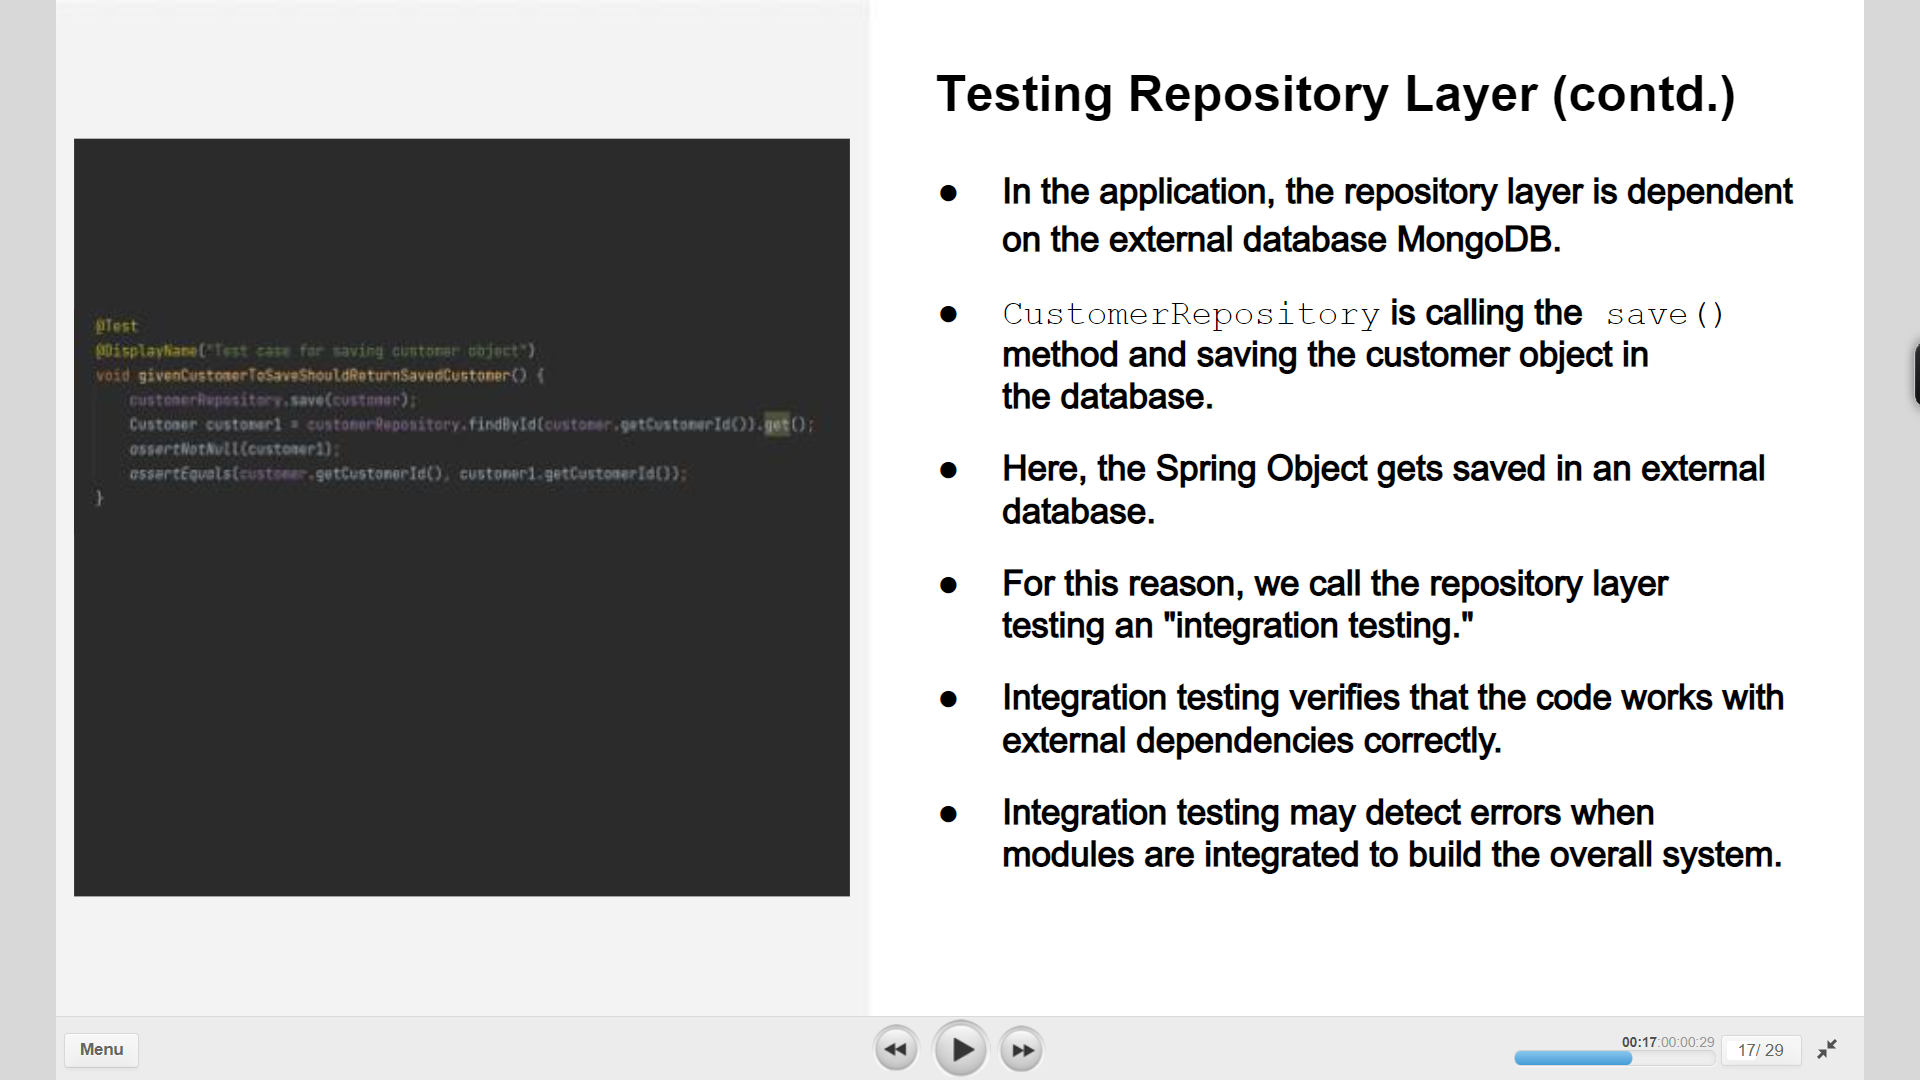 @Test
@DisplayName("Test case for saving customer object")
void givenCustomerToSaveShouldReturnSavedCustomer() {
customerRepository.save(customer);
Customer customer1 = customerRepository.findById(customer.getCustomerId()).get();
assertNotNull(customer1);
assertEquals(customer.getCustomerId(), customer1.getCustomerId());
}
Testing Repository Layer (contd.)
● In the application, the repository layer is dependent
on the external database MongoDB.
● CustomerRepository is calling the save()
method and saving the customer object in
the database.
● Here, the Spring Object gets saved in an external
database.
● For this reason, we call the repository layer
testing an "integration testing."
● Integration testing verifies that the code works with
external dependencies correctly.
● Integration testing may detect errors when
modules are integrated to build the overall system.
Menu
00:17:00:00:29
17/ 29